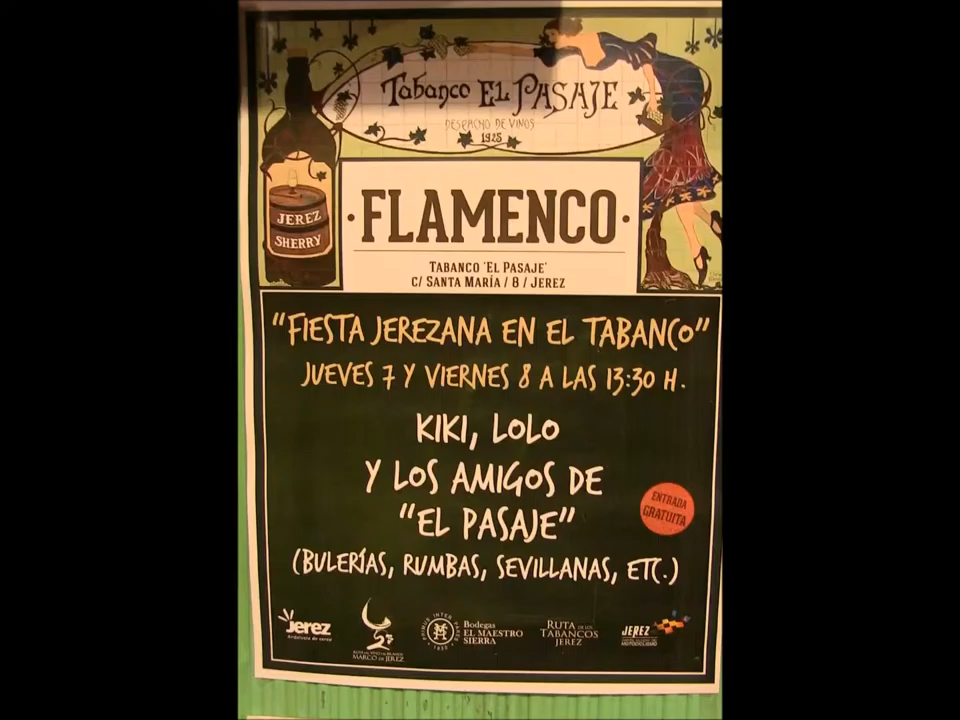 Tabanco EL PASAJE
DESPACHO DE VINOS
1925
JEREZ
SHERRY
·FLAMENCO·
TABANCO 'EL PASAJE'
C/ SANTA MARÍA / 8 / JEREZ
"FIESTA JEREZANA EN EL TABANCO"
JUEVES 7 Y VIERNES 8 A LAS 13:30 H.
KIKI, LOLO
Y LOS AMIGOS DE
"EL PASAJE"
ENTRADA
GRATUITA
(BULERÍAS, RUMBAS, SEVILLANAS, ETC.)
Jerez
MARCO DE JEREZ
Bodegas
EL MAESTRO
SIERRA
1830
RUTA DE LOS
TABANCOS
JEREZ
JEREZ
MOTOCICLISMO